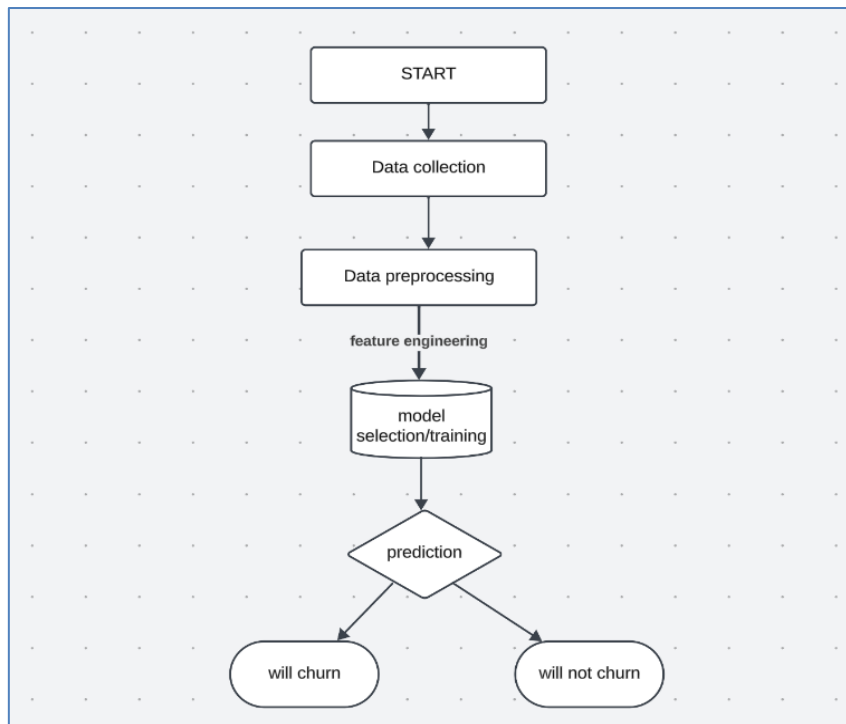 START
Data collection
Data preprocessing
feature engineering
model
selection/training
prediction
will churn
will not churn